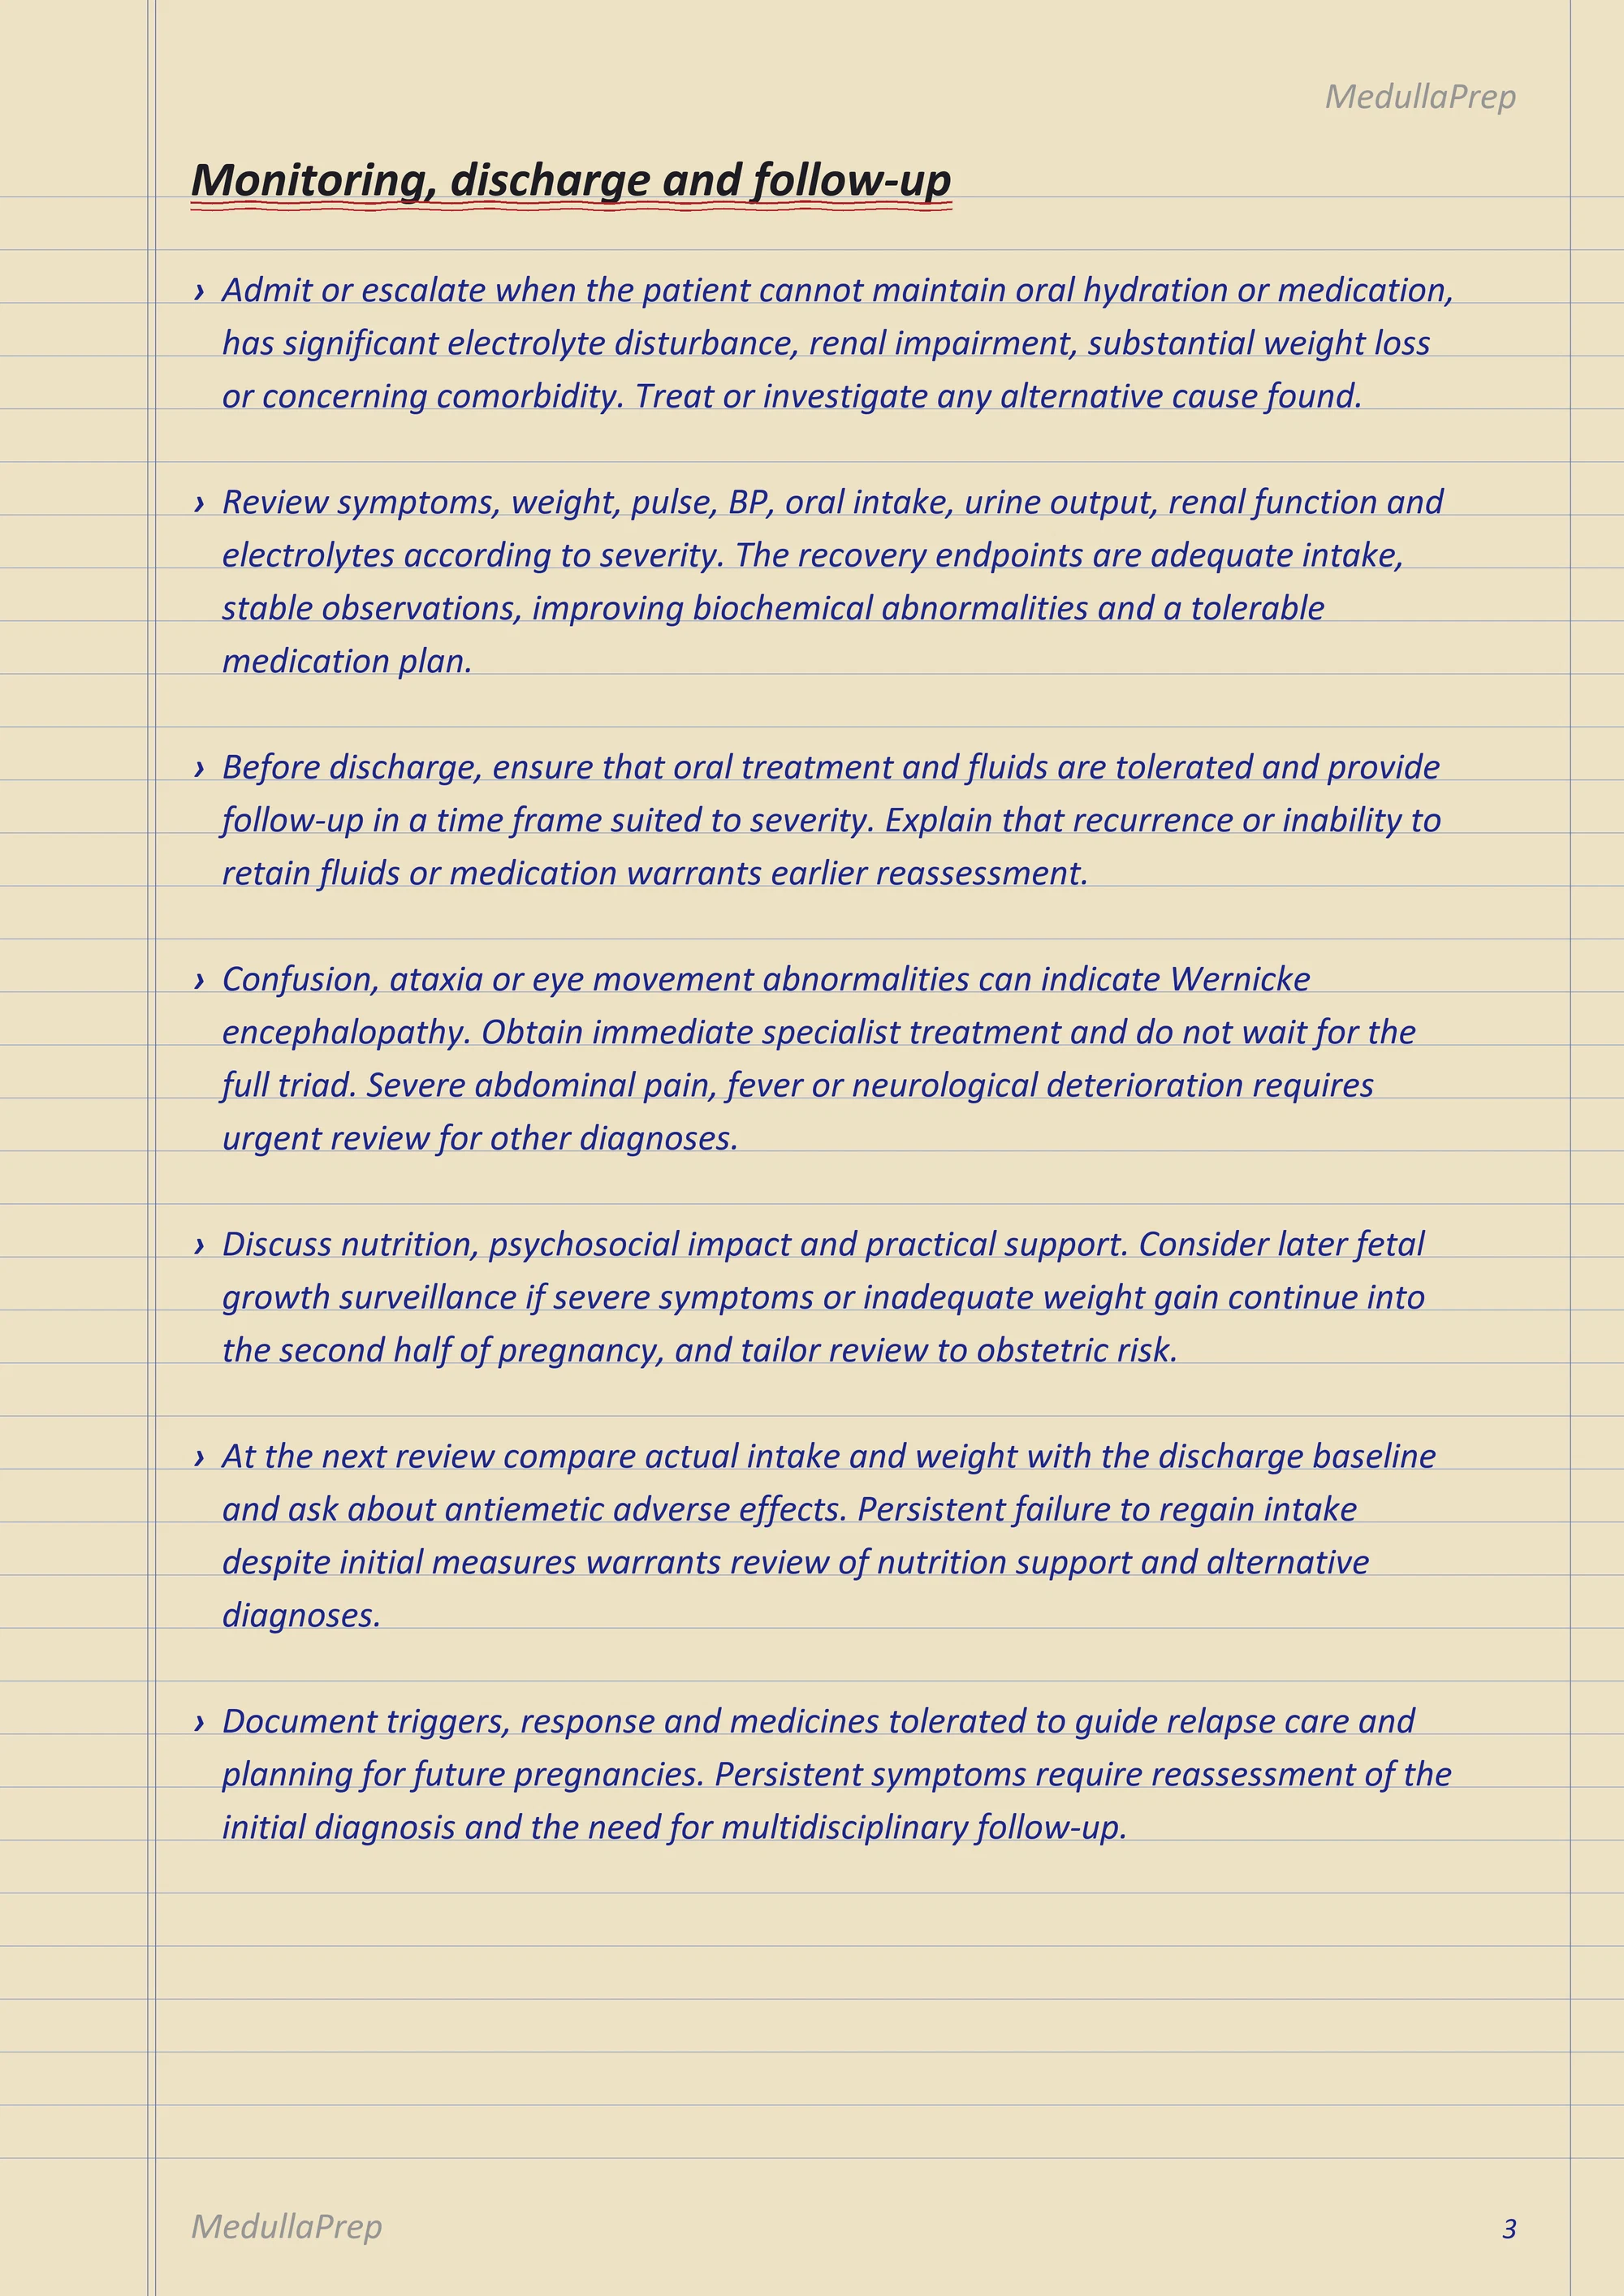 MedullaPrep
Monitoring, discharge and follow-up
› Admit or escalate when the patient cannot maintain oral hydration or medication,
has significant electrolyte disturbance, renal impairment, substantial weight loss
or concerning comorbidity. Treat or investigate any alternative cause found.
› Review symptoms, weight, pulse, BP, oral intake, urine output, renal function and
electrolytes according to severity. The recovery endpoints are adequate intake,
stable observations, improving biochemical abnormalities and a tolerable
medication plan.
› Before discharge, ensure that oral treatment and fluids are tolerated and provide
follow-up in a time frame suited to severity. Explain that recurrence or inability to
retain fluids or medication warrants earlier reassessment.
› Confusion, ataxia or eye movement abnormalities can indicate Wernicke
encephalopathy. Obtain immediate specialist treatment and do not wait for the
full triad. Severe abdominal pain, fever or neurological deterioration requires
urgent review for other diagnoses.
› Discuss nutrition, psychosocial impact and practical support. Consider later fetal
growth surveillance if severe symptoms or inadequate weight gain continue into
the second half of pregnancy, and tailor review to obstetric risk.
› At the next review compare actual intake and weight with the discharge baseline
and ask about antiemetic adverse effects. Persistent failure to regain intake
despite initial measures warrants review of nutrition support and alternative
diagnoses.
› Document triggers, response and medicines tolerated to guide relapse care and
planning for future pregnancies. Persistent symptoms require reassessment of the
initial diagnosis and the need for multidisciplinary follow-up.
MedullaPrep
3